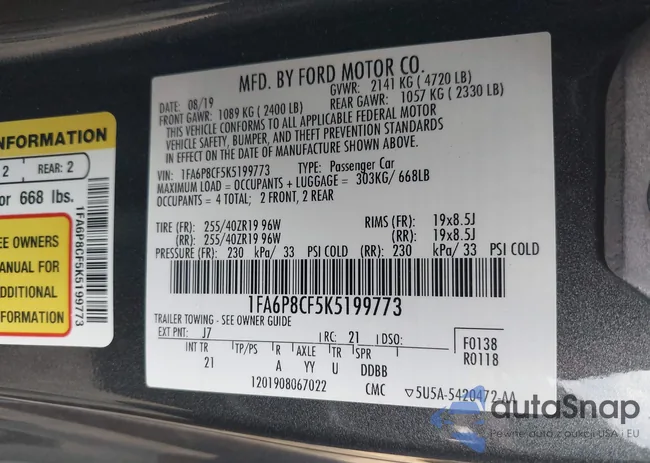 MFD. BY FORD MOTOR CO.
DATE: 08/19 GVWR: 2141 KG ( 4720 LB)
FRONT GAWR: 1089 KG ( 2400 LB) REAR GAWR: 1057 KG ( 2330 LB)
THIS VEHICLE CONFORMS TO ALL APPLICABLE FEDERAL MOTOR
VEHICLE SAFETY, BUMPER, AND THEFT PREVENTION STANDARDS
IN EFFECT ON THE DATE OF MANUFACTURE SHOWN ABOVE.
VIN: 1FA6P8CF5K5199773 TYPE: Passenger Car
MAXIMUM LOAD = OCCUPANTS + LUGGAGE = 303KG/ 668LB
OCCUPANTS = 4 TOTAL; 2 FRONT, 2 REAR
TIRE (FR): 255/40ZR19 96W RIMS (FR): 19x8.5J
(RR): 255/40ZR19 96W (RR): 19x8.5J
PRESSURE (FR): 230 kPa/ 33 PSI COLD (RR): 230 kPa/ 33 PSI COLD
1FA6P8CF5K5199773
TRAILER TOWING - SEE OWNER GUIDE
EXT PNT: J7 RC: 21 DSO: F0138
R0118
INT TR TP/PS R AXLE TR SPR
21 A YY U DDBB
1201908067022 CMC 5U5A-5420472-AA
INFORMATION
2 REAR: 2
or 668 lbs.
1FA6P8CF5K5199773
EE OWNERS
ANUAL FOR
ADDITIONAL
INFORMATION
autoSnap
Pewne auto z aukcji USA i EU